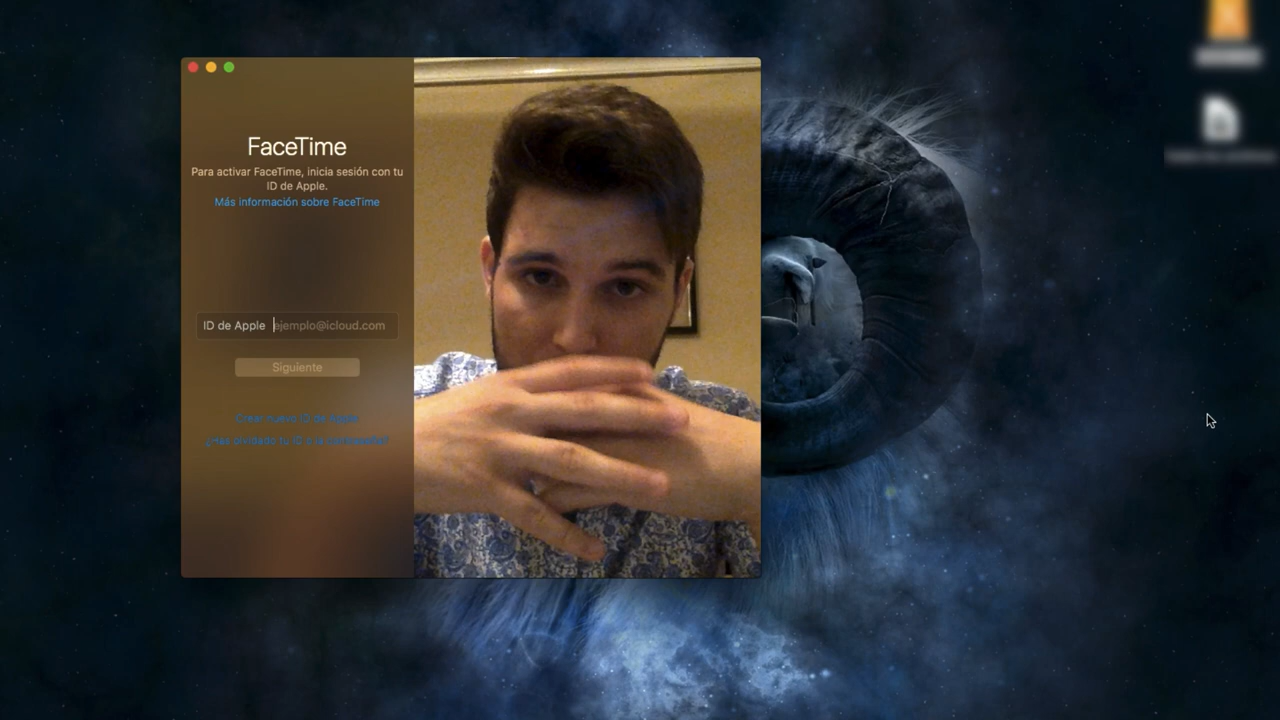 FaceTime
Para activar FaceTime, inicia sesión con tu
ID de Apple.
Más información sobre FaceTime
ID de Apple ejemplo@icloud.com
Siguiente
Crear nuevo ID de Apple
¿Has olvidado tu ID o la contraseña?